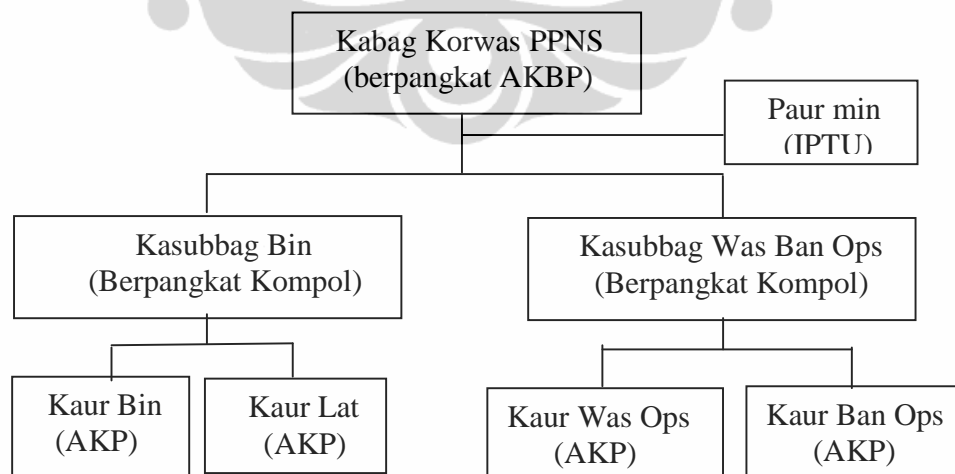 Kabag Korwas PPNS
(berpangkat AKBP)
Paur min
(IPTU)
Kasubbag Bin
(Berpangkat Kompol)
Kasubbag Was Ban Ops
(Berpangkat Kompol)
Kaur Bin
(AKP)
Kaur Lat
(AKP)
Kaur Was Ops
(AKP)
Kaur Ban Ops
(AKP)